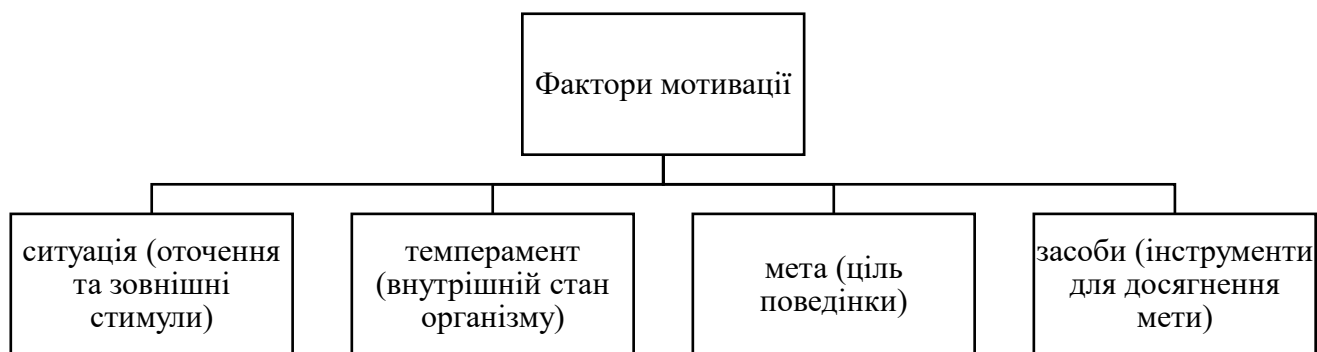 Фактори мотивації
ситуація (оточення
та зовнішні
стимули)
темперамент
(внутрішній стан
організму)
мета (ціль
поведінки)
засоби (інструменти
для досягнення
мети)